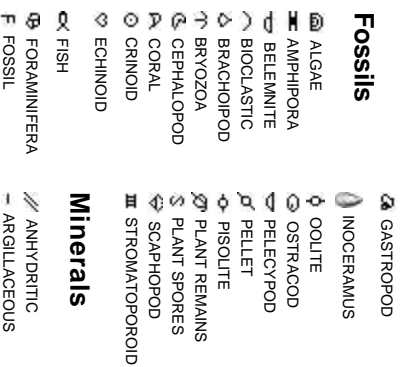 Fossils
ALGAE
AMPHIPORA
BELEMNITE
BIOCLASTIC
BRACHOIPOD
BRYOZOA
CEPHALOPOD
CORAL
CRINOID
ECHINOID
FISH
FORAMINIFERA
F FOSSIL
GASTROPOD
INOCERAMUS
OOLITE
OSTRACOD
PELECYPOD
PELLET
PISOLITE
PLANT REMAINS
PLANT SPORES
SCAPHOPOD
STROMATOPOROID
Minerals
ANHYDRITIC
ARGILLACEOUS